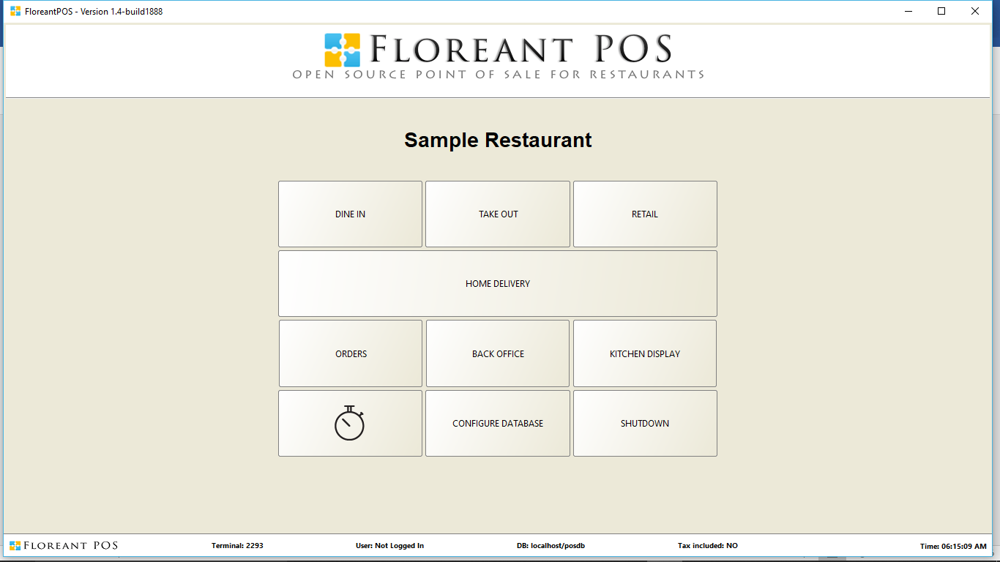 FloreantPOS - Version 1.4-build1888
FLOREANT POS
OPEN SOURCE POINT OF SALE FOR RESTAURANTS
Sample Restaurant
DINE IN
TAKE OUT
RETAIL
HOME DELIVERY
ORDERS
BACK OFFICE
KITCHEN DISPLAY
CONFIGURE DATABASE
SHUTDOWN
FLOREANT POS
Terminal: 2293
User: Not Logged In
DB: localhost/posdb
Tax included: NO
Time: 06:15:09 AM